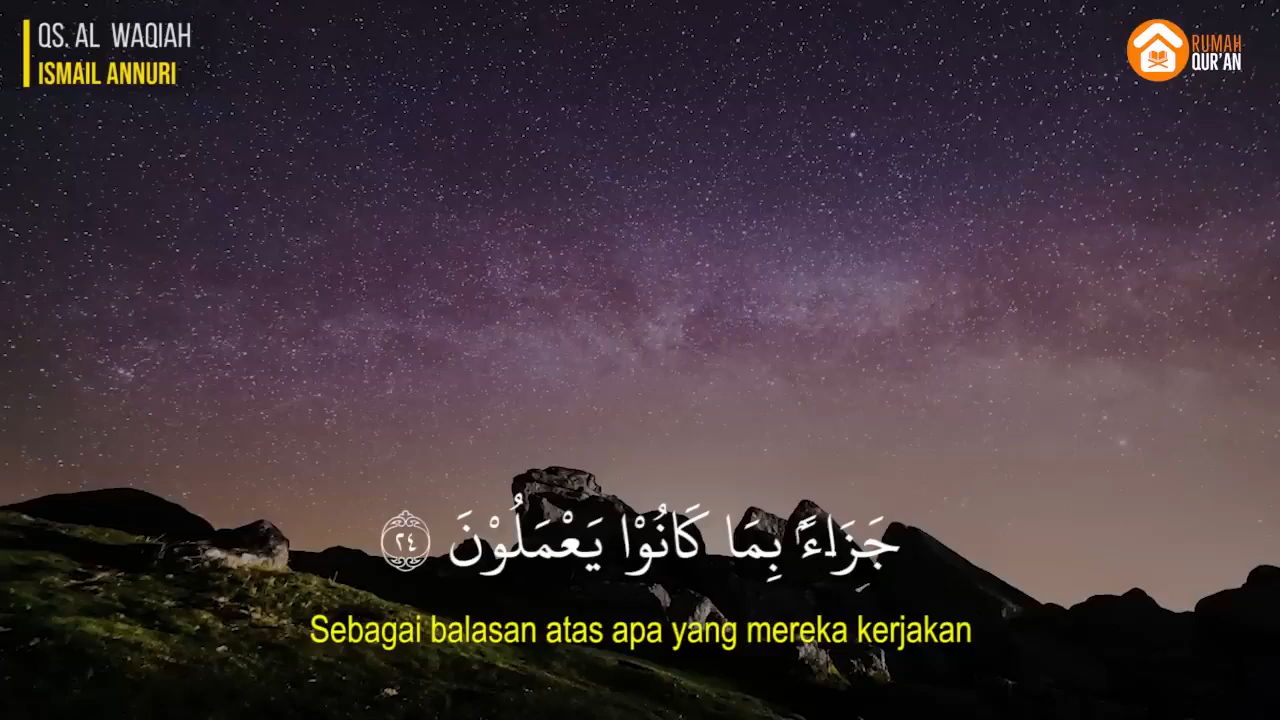 QS. AL WAQIAH
ISMAIL ANNURI
RUMAH
QUR'AN
جَزَاءًۢ بِمَا كَانُوْا يَعْمَلُوْنَ ٢٤
Sebagai balasan atas apa yang mereka kerjakan